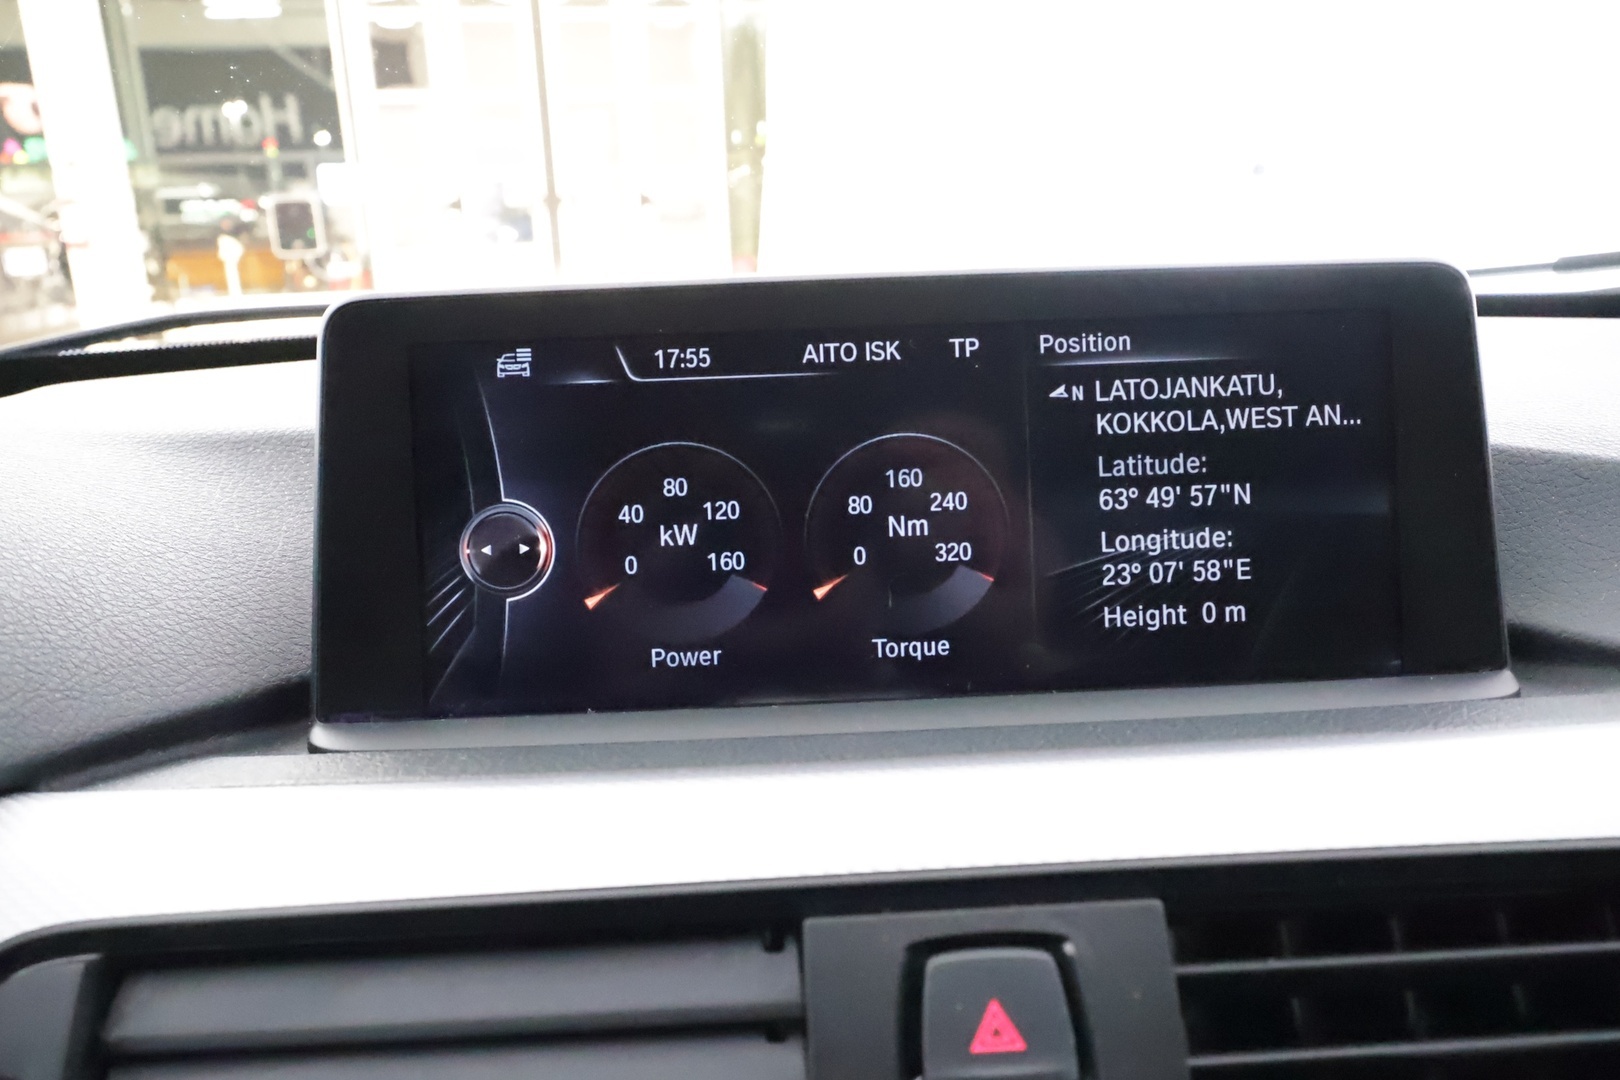 Home
17:55
AITO ISK
TP
Position
N LATOJANKATU,
KOKKOLA,WEST AN...
Latitude:
63° 49' 57"N
Longitude:
23° 07' 58"E
Height 0 m
0 40 80 120 160
kW
Power
0 80 160 240 320
Nm
Torque